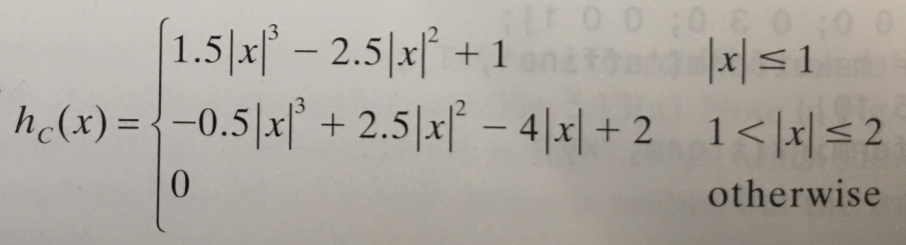 1.5|x|³ − 2.5|x|² + 1 |x| ≤ 1
h_C(x) = { −0.5|x|³ + 2.5|x|² − 4|x| + 2 1 < |x| ≤ 2
0 otherwise